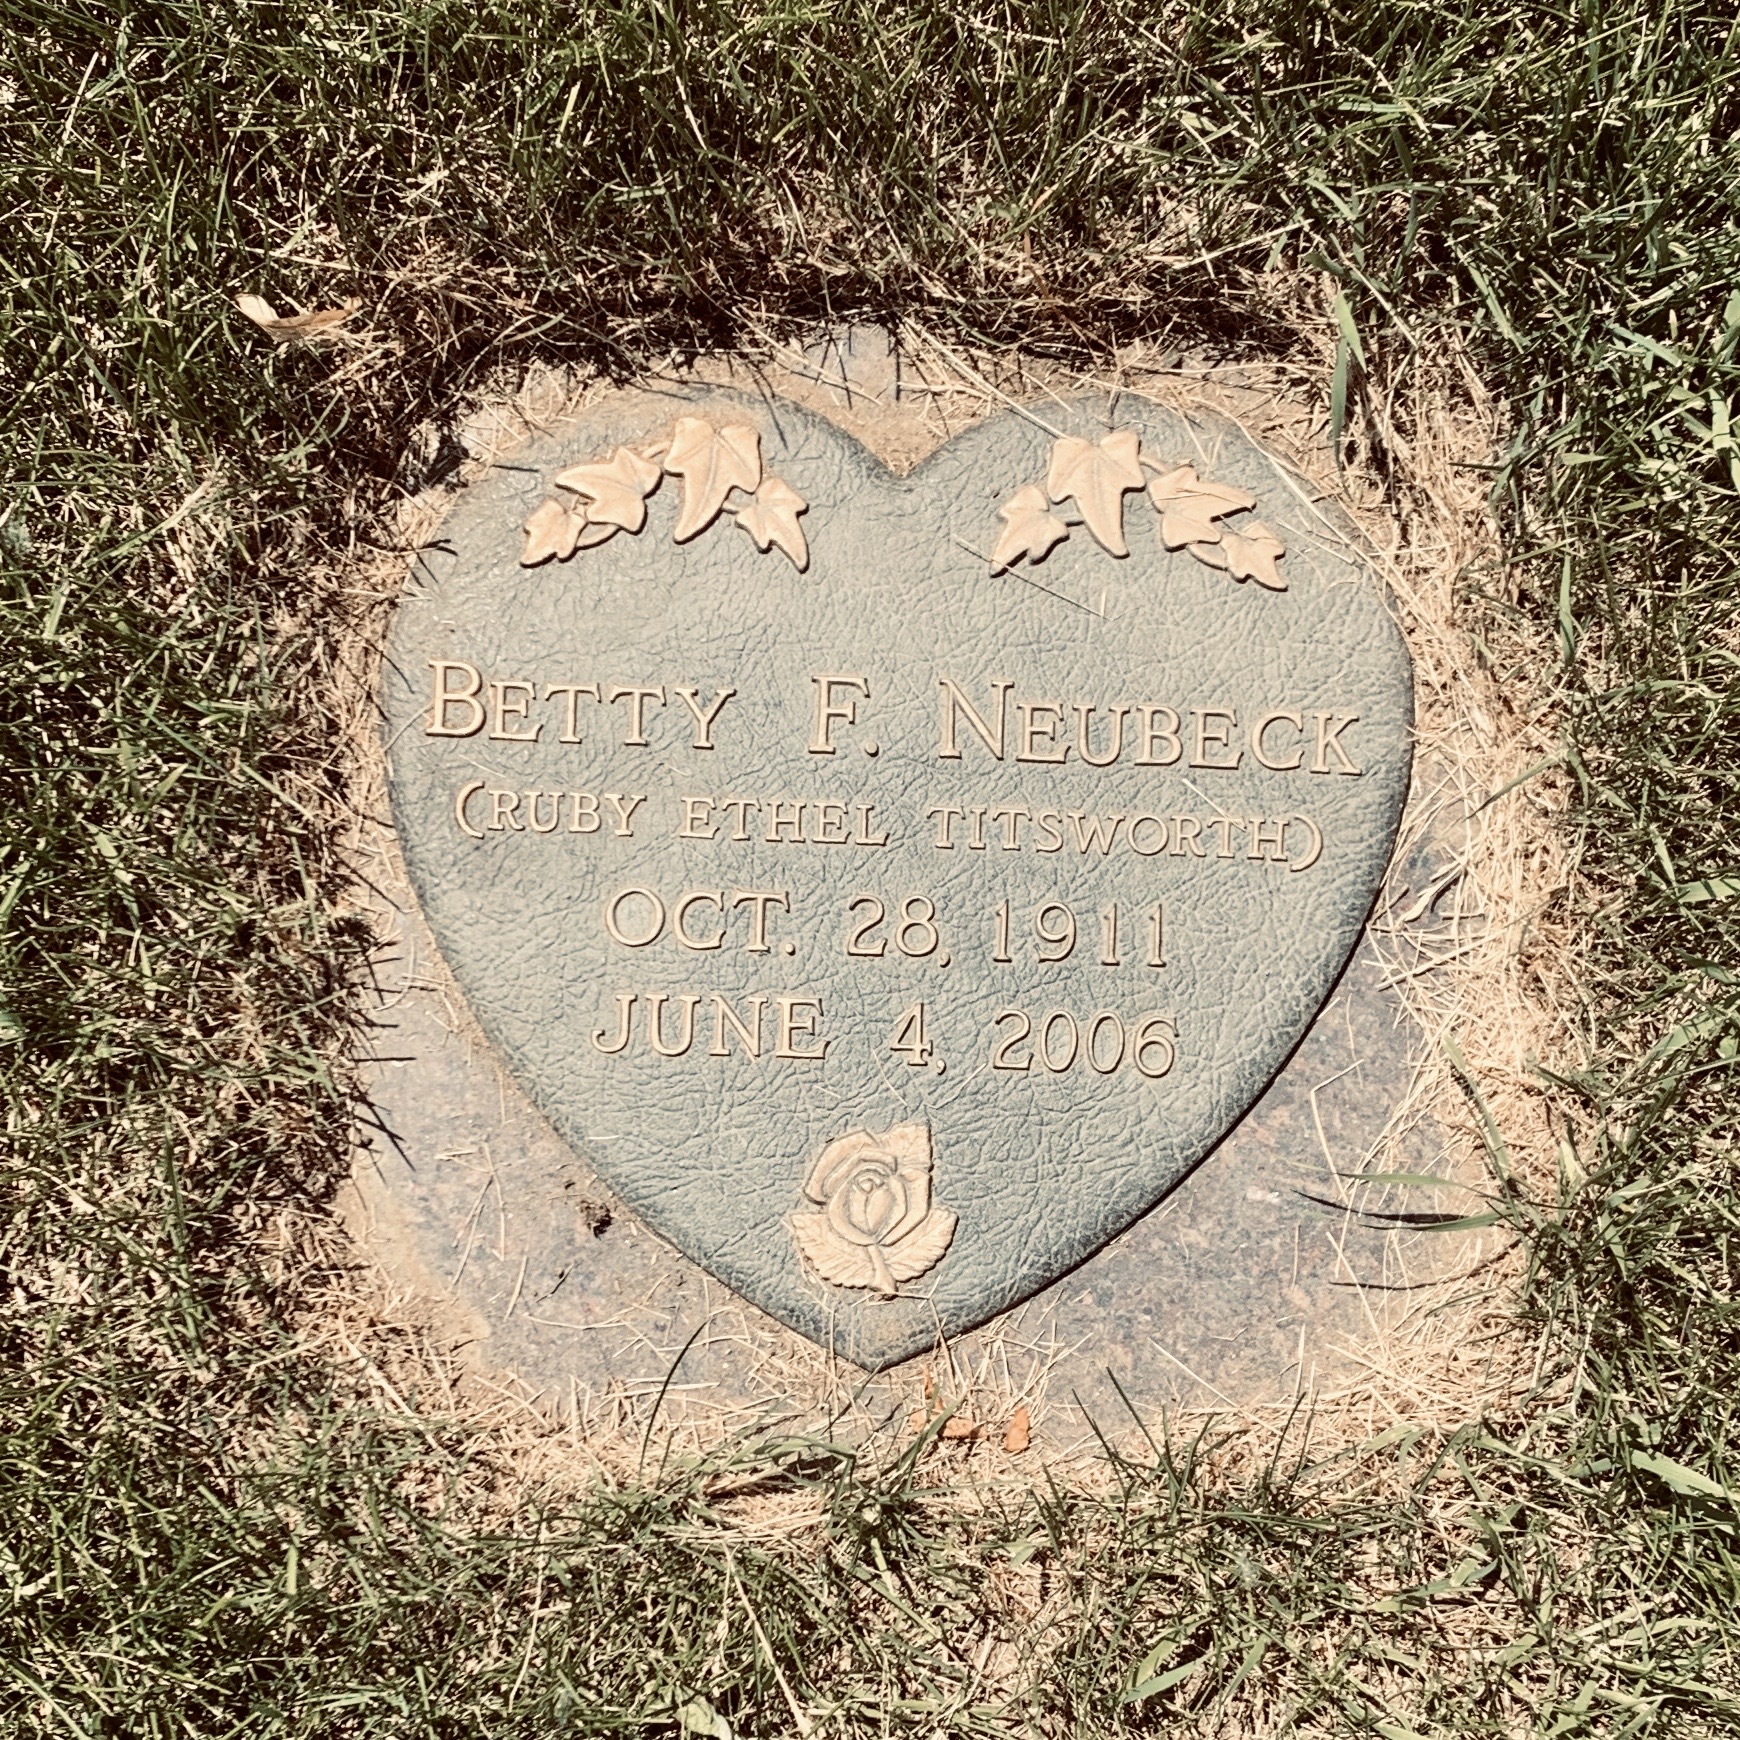 BETTY F. NEUBECK
(RUBY ETHEL TITSWORTH)
OCT. 28, 1911
JUNE 4, 2006